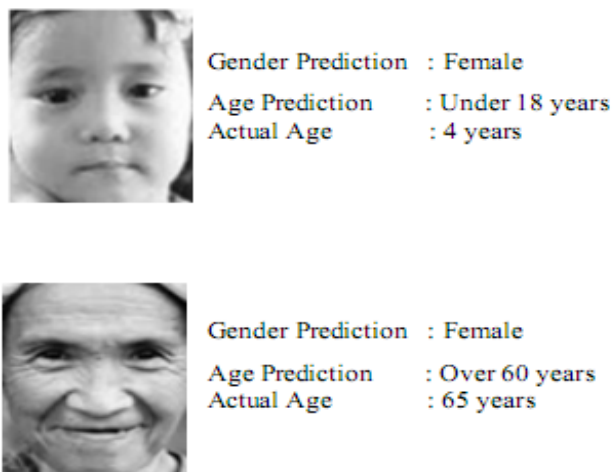 Gender Prediction : Female
Age Prediction : Under 18 years
Actual Age : 4 years
Gender Prediction : Female
Age Prediction : Over 60 years
Actual Age : 65 years